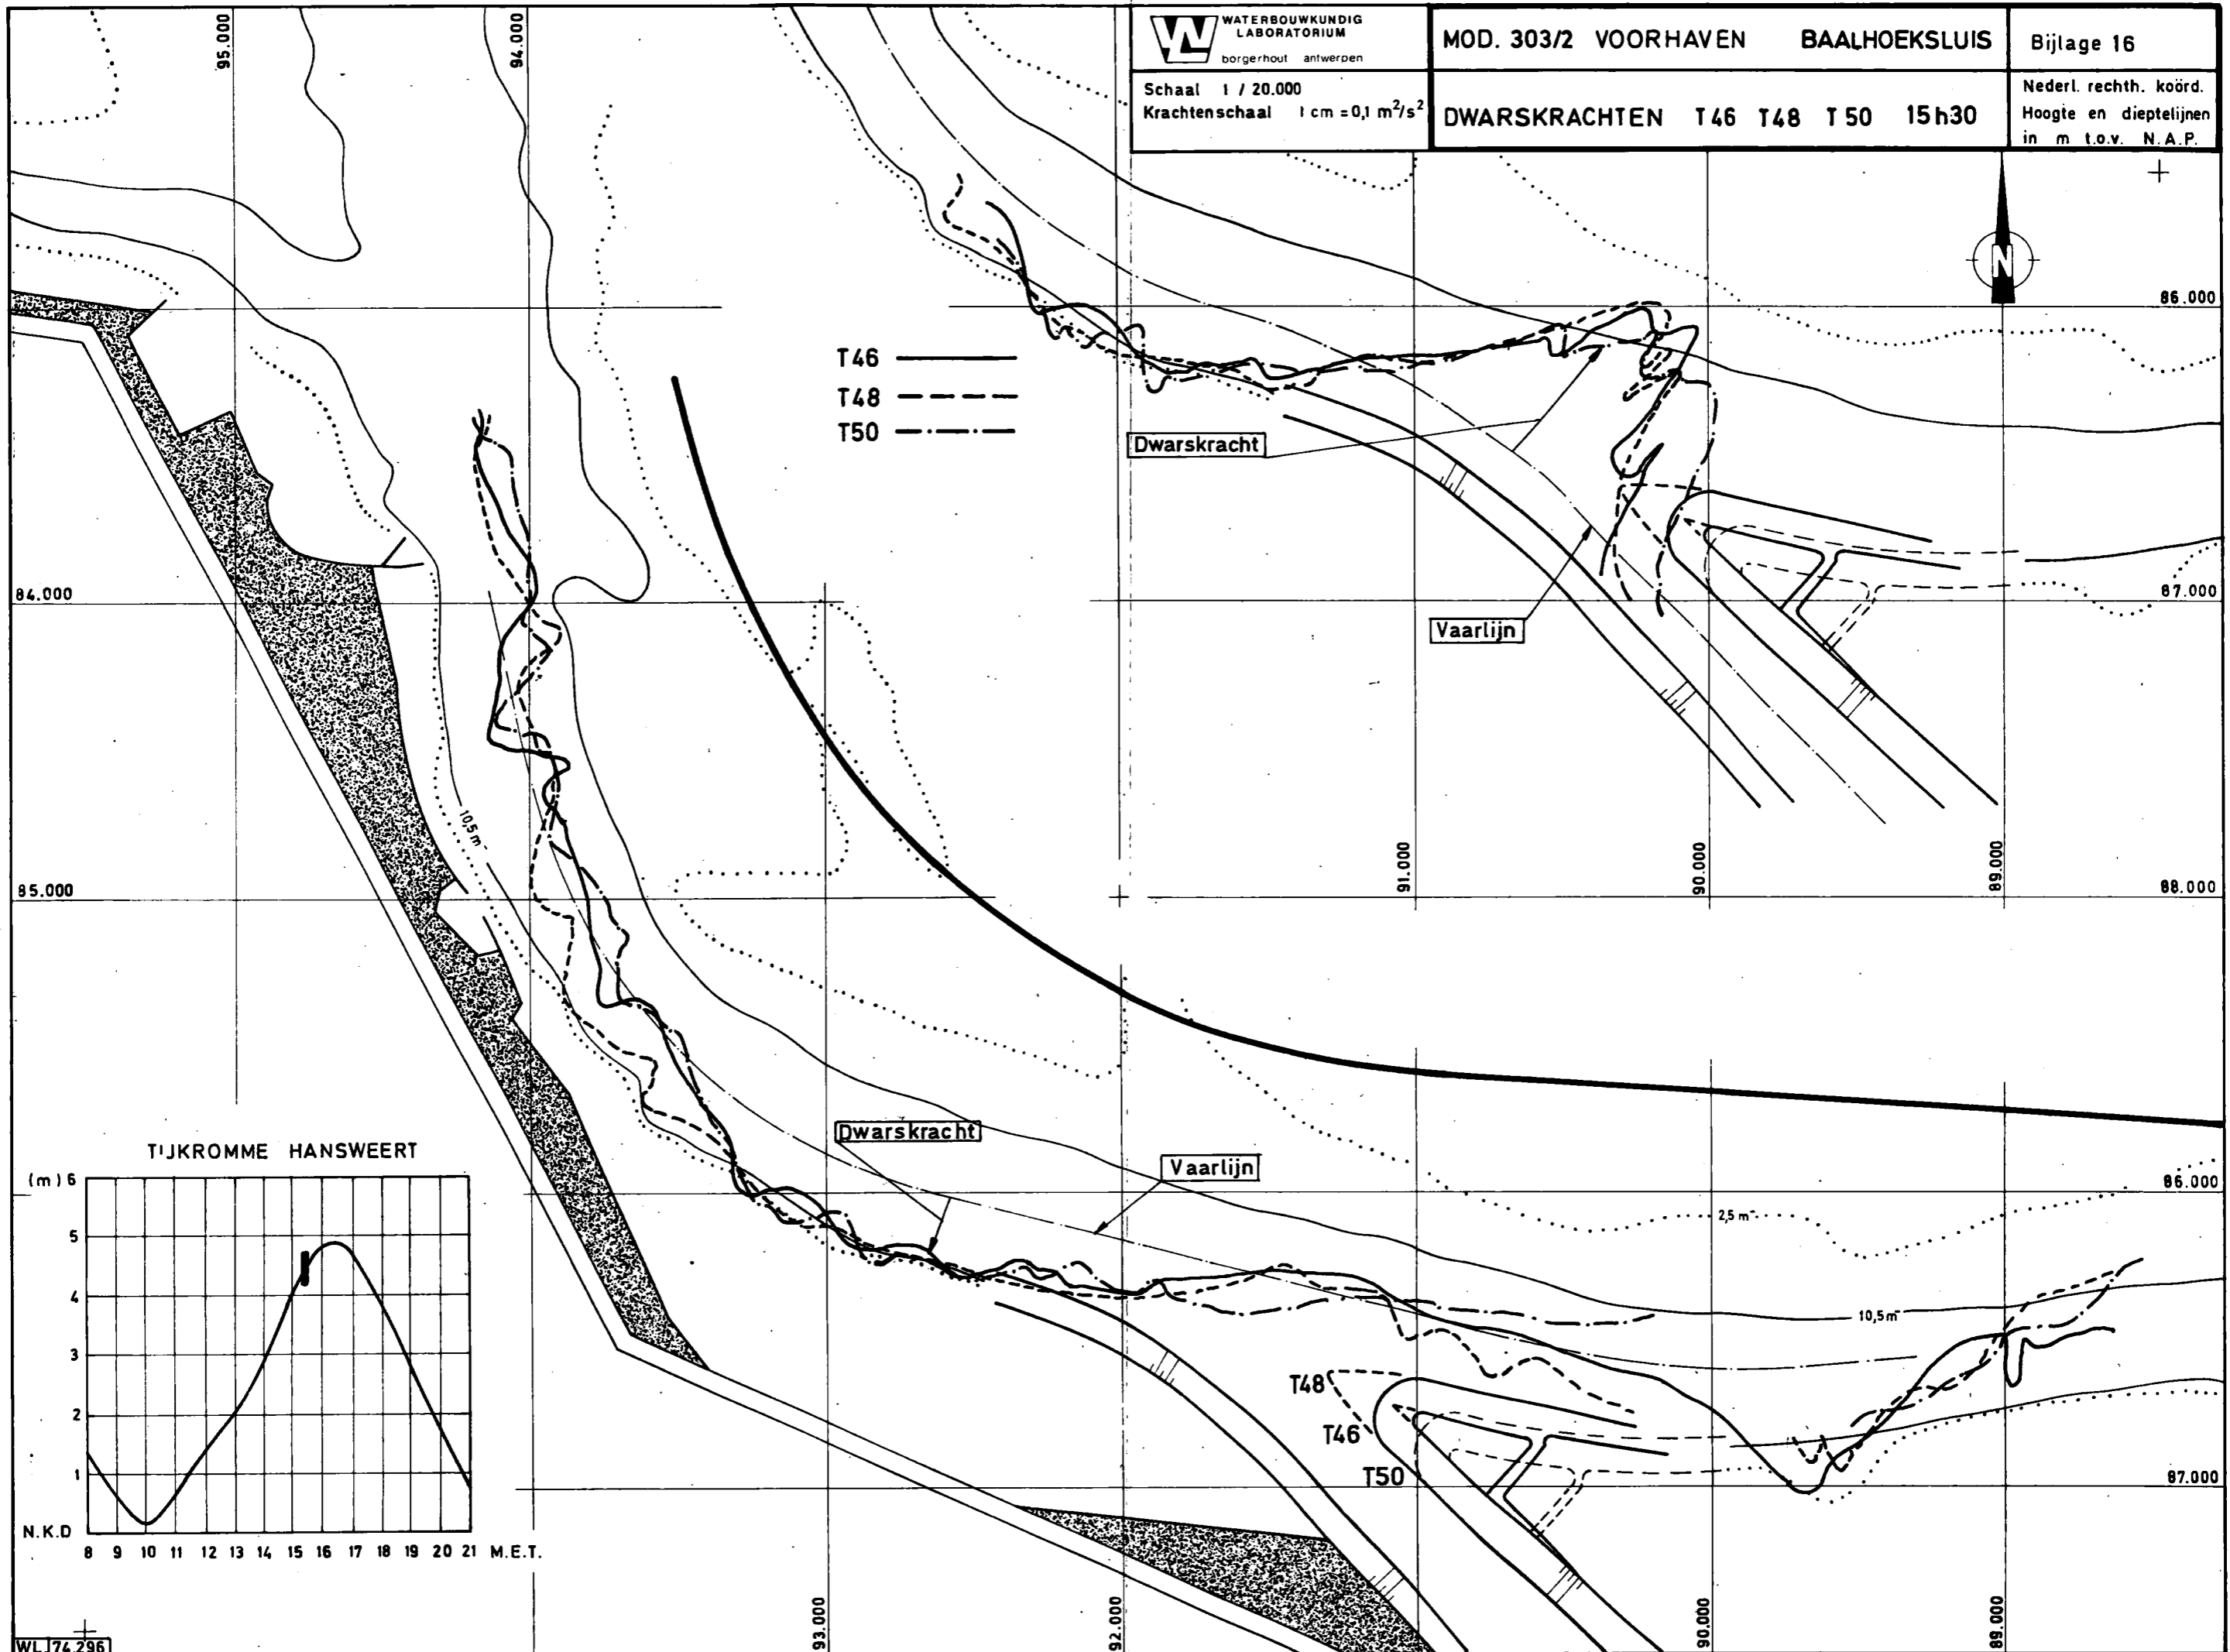 WATERBOUWKUNDIG
LABORATORIUM
borgerhout antwerpen
Schaal 1 / 20.000
Krachtenschaal 1 cm = 0,1 m²/s²
MOD. 303/2 VOORHAVEN BAALHOEKSLUIS
DWARSKRACHTEN T46 T48 T50 15h30
Bijlage 16
Nederl. rechth. koörd.
Hoogte en dieptelijnen
in m t.o.v. N.A.P.
95.000
94.000
N
86.000
T46
T48
T50
Dwarskracht
84.000
87.000
Vaarlijn
10,5 m
91.000
90.000
89.000
85.000
88.000
Dwarskracht
Vaarlijn
86.000
2,5 m
10,5 m
T48
T46
T50
87.000
TIJKROMME HANSWEERT
(m) 6
5
4
3
2
1
N.K.D
8 9 10 11 12 13 14 15 16 17 18 19 20 21 M.E.T.
93.000
92.000
90.000
89.000
WL 74.296